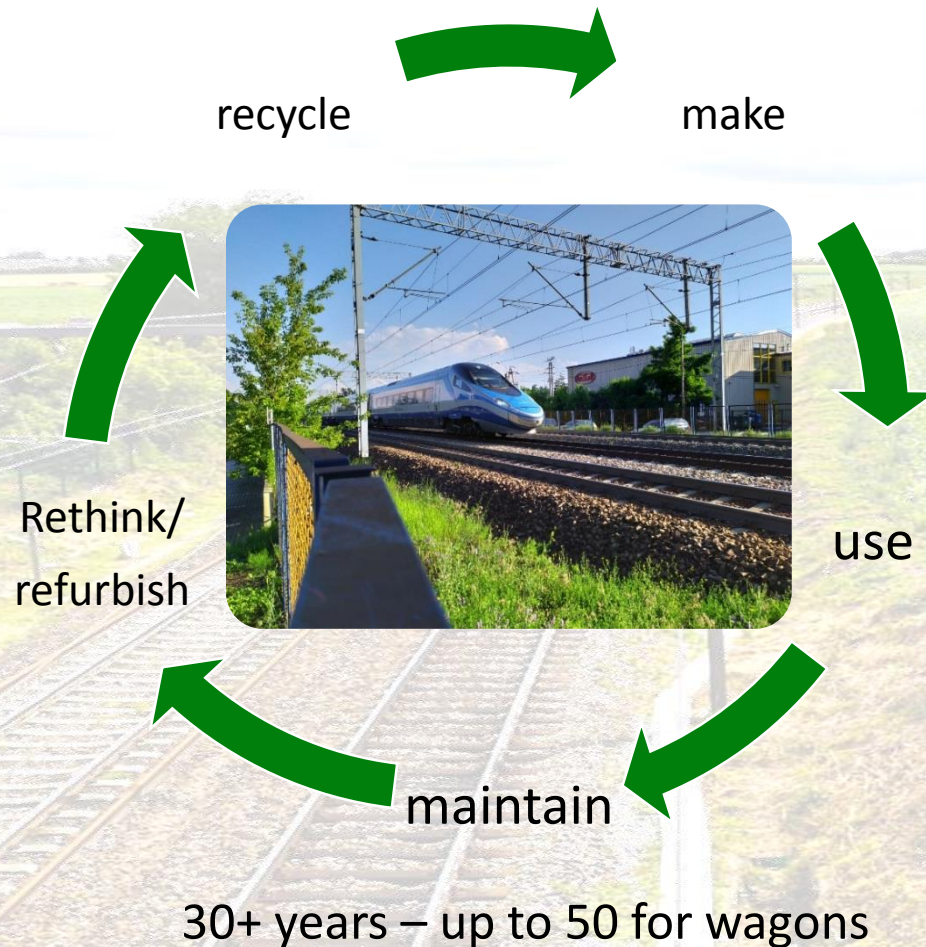 recycle
make
Rethink/
refurbish
use
maintain
30+ years – up to 50 for wagons